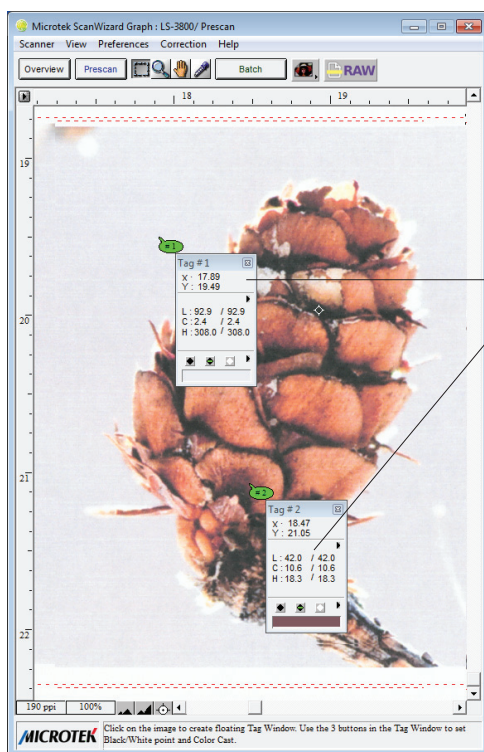 Microtek ScanWizard Graph : LS-3800/ Prescan
Scanner View Preferences Correction Help
Overview Prescan Batch RAW
18 19
19
= 1
Tag # 1
X : 17.89
Y : 19.49
L : 92.9 / 92.9
C : 2.4 / 2.4
H : 308.0 / 308.0
20
21
= 2
Tag # 2
X : 18.47
Y : 21.05
L : 42.0 / 42.0
C : 10.6 / 10.6
H : 18.3 / 18.3
22
190 ppi 100%
MICROTEK
Click on the image to create floating Tag Window. Use the 3 buttons in the Tag Window to set
Black/White point and Color Cast.